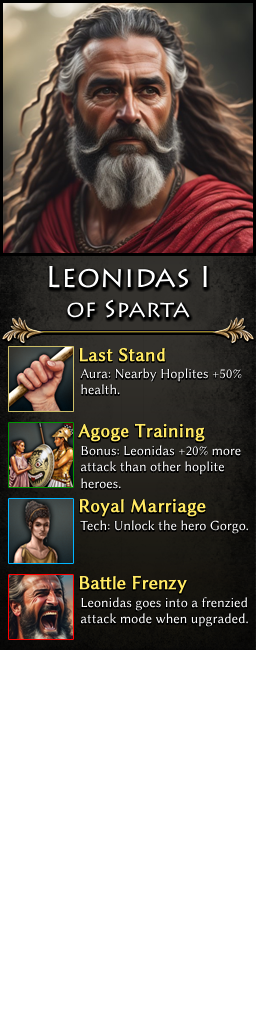 Leonidas I
of Sparta
Last Stand
Aura: Nearby Hoplites +50%
health.
Agoge Training
Bonus: Leonidas +20% more
attack than other hoplite
heroes.
Royal Marriage
Tech: Unlock the hero Gorgo.
Battle Frenzy
Leonidas goes into a frenzied
attack mode when upgraded.